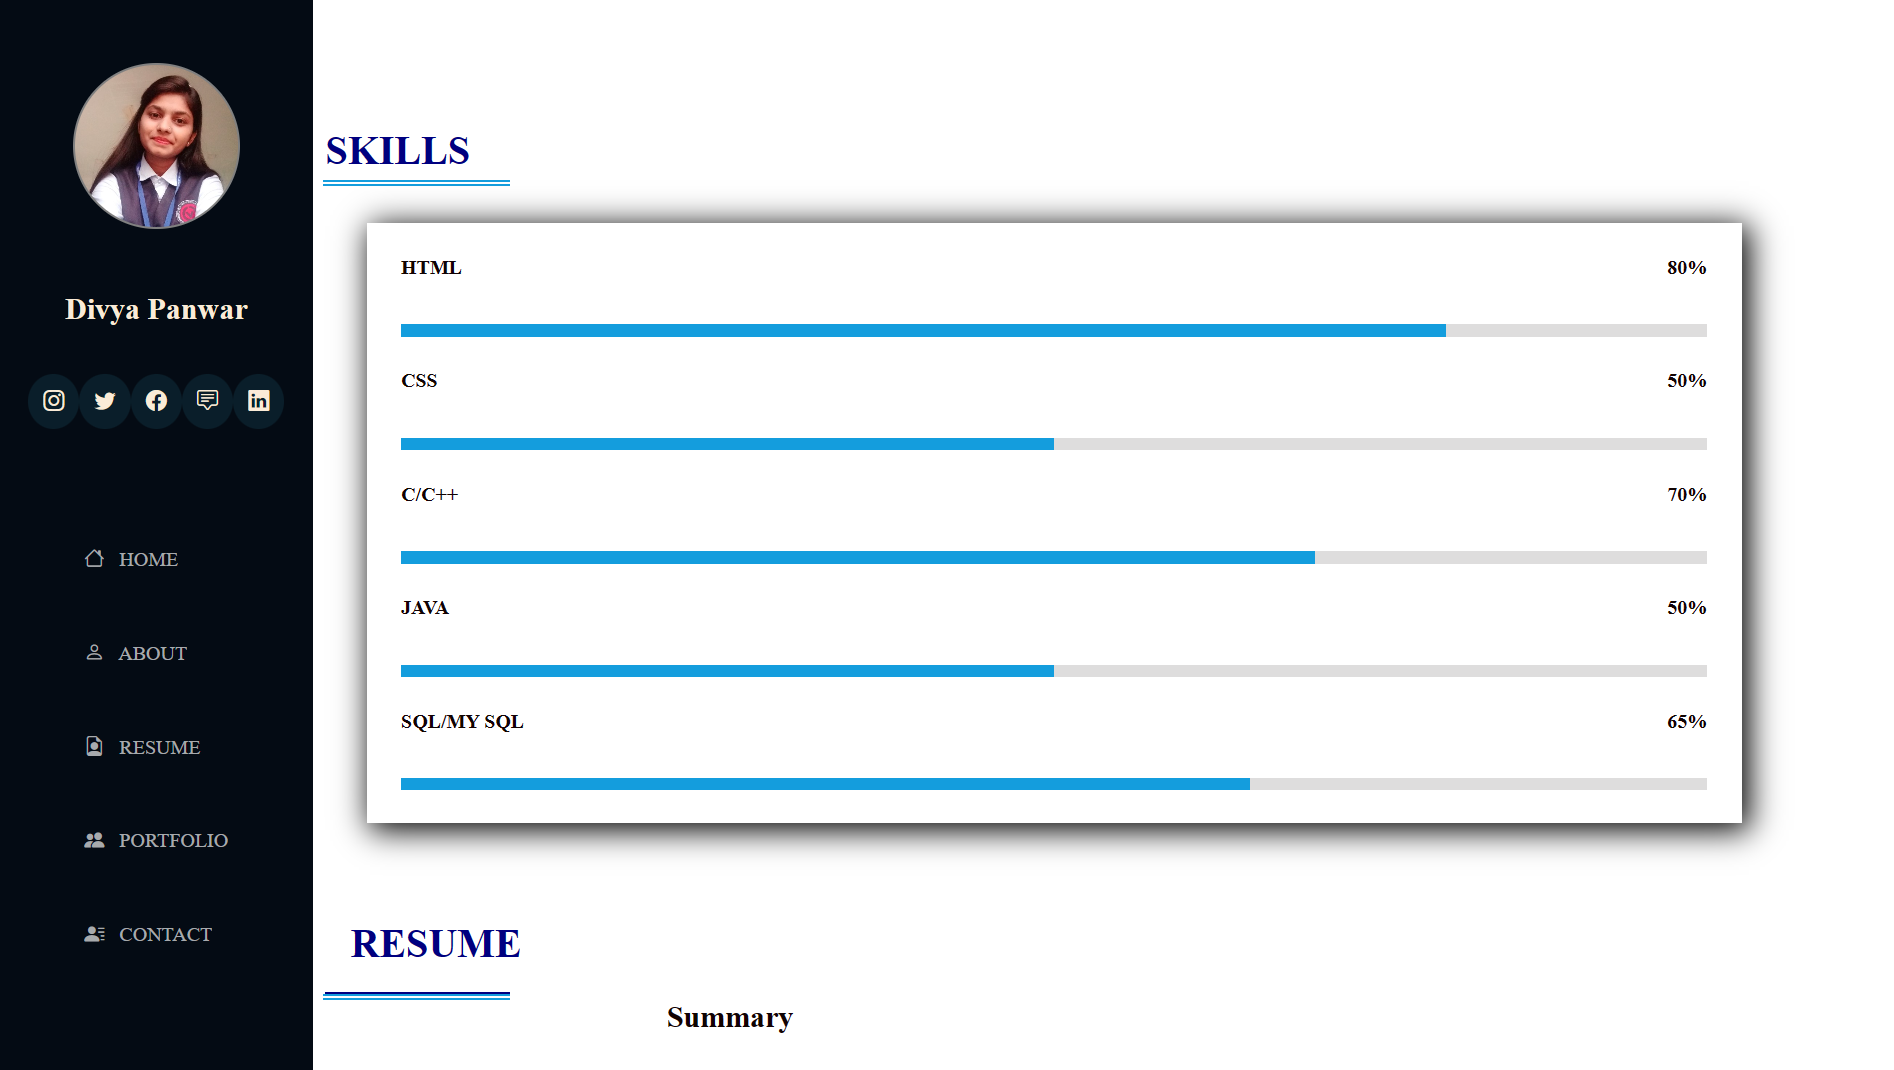 Divya Panwar
HOME
ABOUT
RESUME
PORTFOLIO
CONTACT
SKILLS
HTML 80%
CSS 50%
C/C++ 70%
JAVA 50%
SQL/MY SQL 65%
RESUME
Summary